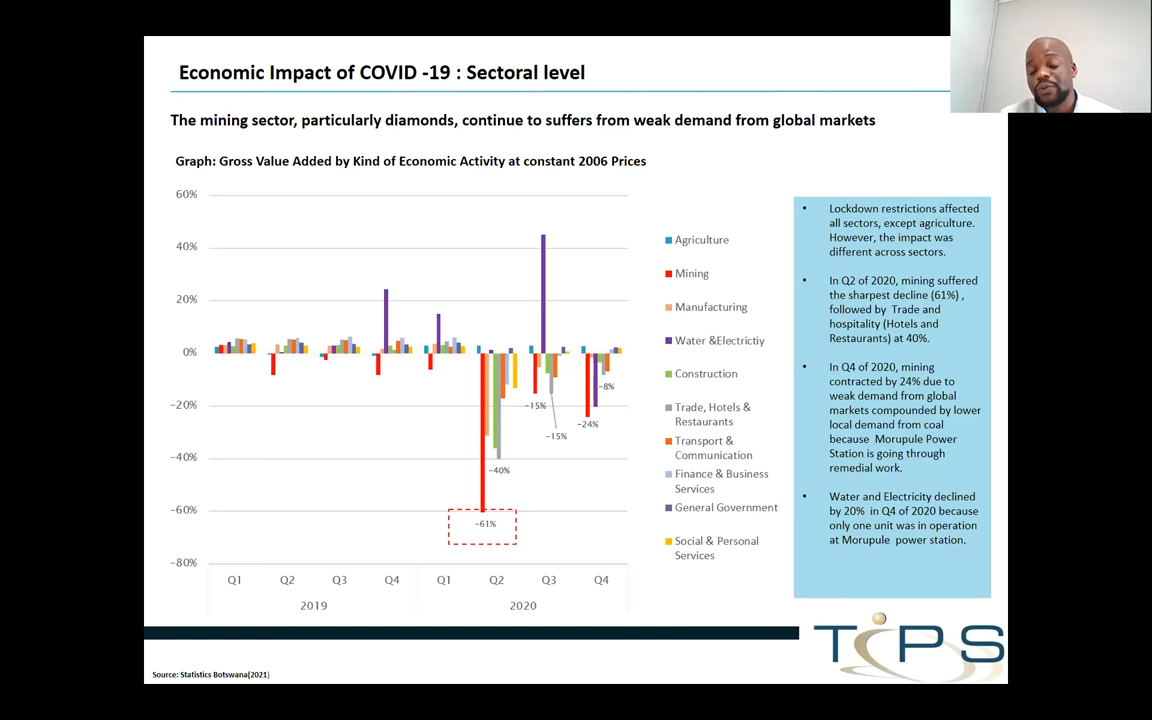 Economic Impact of COVID -19 : Sectoral level
The mining sector, particularly diamonds, continue to suffers from weak demand from global markets
Graph: Gross Value Added by Kind of Economic Activity at constant 2006 Prices
60%
40%
20%
0%
-20%
-40%
-60%
-80%
-61%
-40%
-15%
-15%
-24%
-8%
Q1 Q2 Q3 Q4 Q1 Q2 Q3 Q4
2019 2020
Agriculture
Mining
Manufacturing
Water &Electrictiy
Construction
Trade, Hotels &
Restaurants
Transport &
Communication
Finance & Business
Services
General Government
Social & Personal
Services
• Lockdown restrictions affected
all sectors, except agriculture.
However, the impact was
different across sectors.
• In Q2 of 2020, mining suffered
the sharpest decline (61%) ,
followed by Trade and
hospitality (Hotels and
Restaurants) at 40%.
• In Q4 of 2020, mining
contracted by 24% due to
weak demand from global
markets compounded by lower
local demand from coal
because Morupule Power
Station is going through
remedial work.
• Water and Electricity declined
by 20% in Q4 of 2020 because
only one unit was in operation
at Morupule power station.
TIPS
Source: Statistics Botswana(2021)